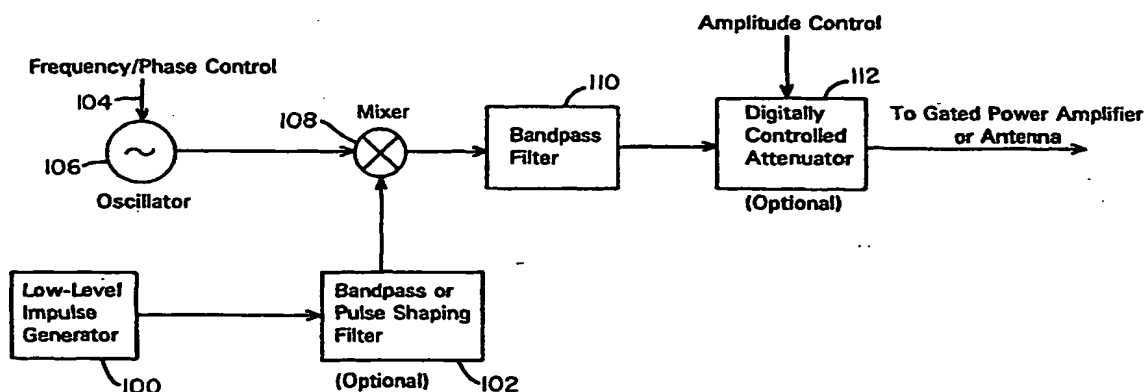 Amplitude Control
Frequency/Phase Control
104
106
Oscillator
108
Mixer
110
Bandpass
Filter
112
Digitally
Controlled
Attenuator
(Optional)
To Gated Power Amplifier
or Antenna
Low-Level
Impulse
Generator
100
Bandpass or
Pulse Shaping
Filter
(Optional)
102